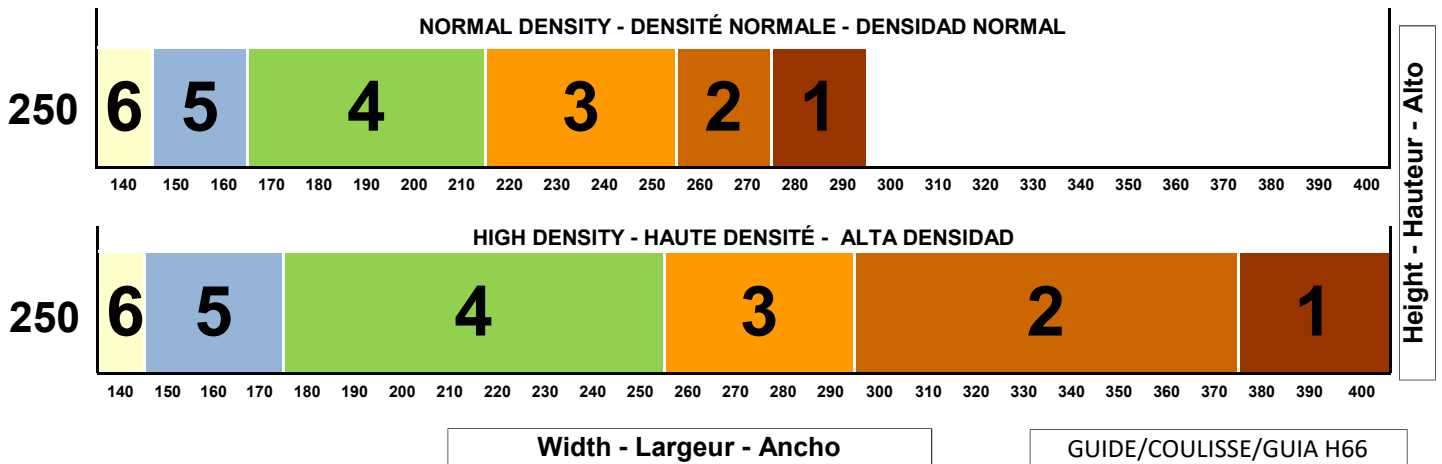 NORMAL DENSITY - DENSITÉ NORMALE - DENSIDAD NORMAL
250 6 5 4 3 2 1
140 150 160 170 180 190 200 210 220 230 240 250 260 270 280 290 300 310 320 330 340 350 360 370 380 390 400
HIGH DENSITY - HAUTE DENSITÉ - ALTA DENSIDAD
250 6 5 4 3 2 1
140 150 160 170 180 190 200 210 220 230 240 250 260 270 280 290 300 310 320 330 340 350 360 370 380 390 400
Height - Hauteur - Alto
Width - Largeur - Ancho
GUIDE/COULISSE/GUIA H66